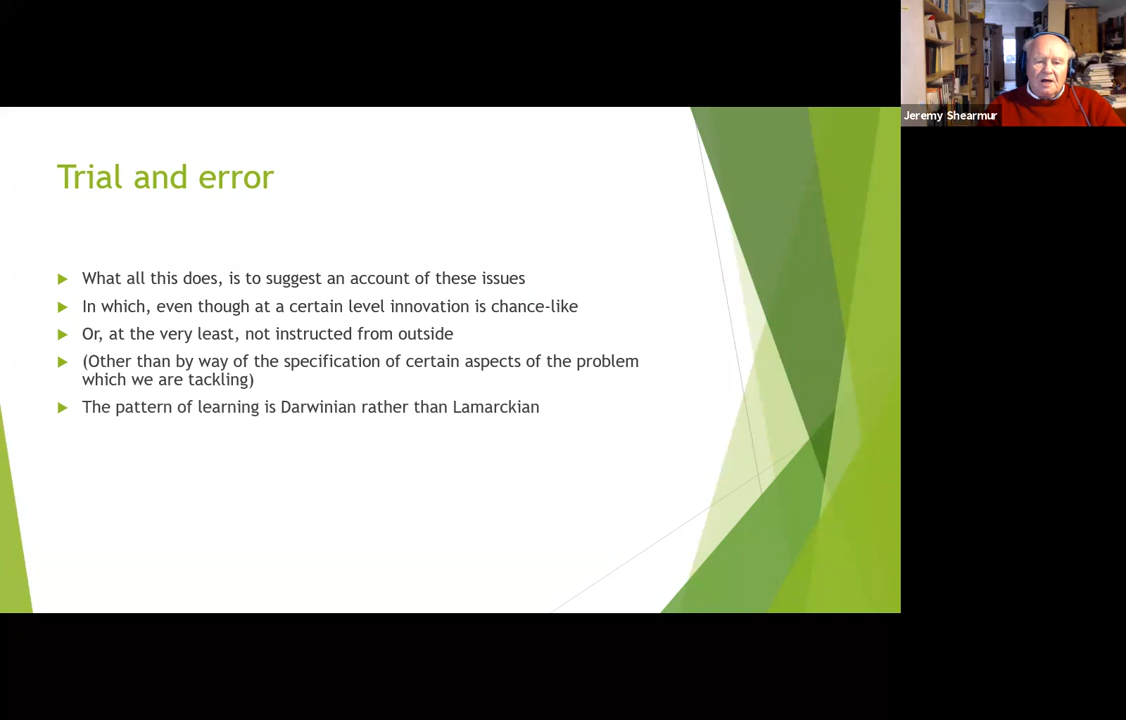 Jeremy Shearmur
Trial and error
What all this does, is to suggest an account of these issues
In which, even though at a certain level innovation is chance-like
Or, at the very least, not instructed from outside
(Other than by way of the specification of certain aspects of the problem
which we are tackling)
The pattern of learning is Darwinian rather than Lamarckian